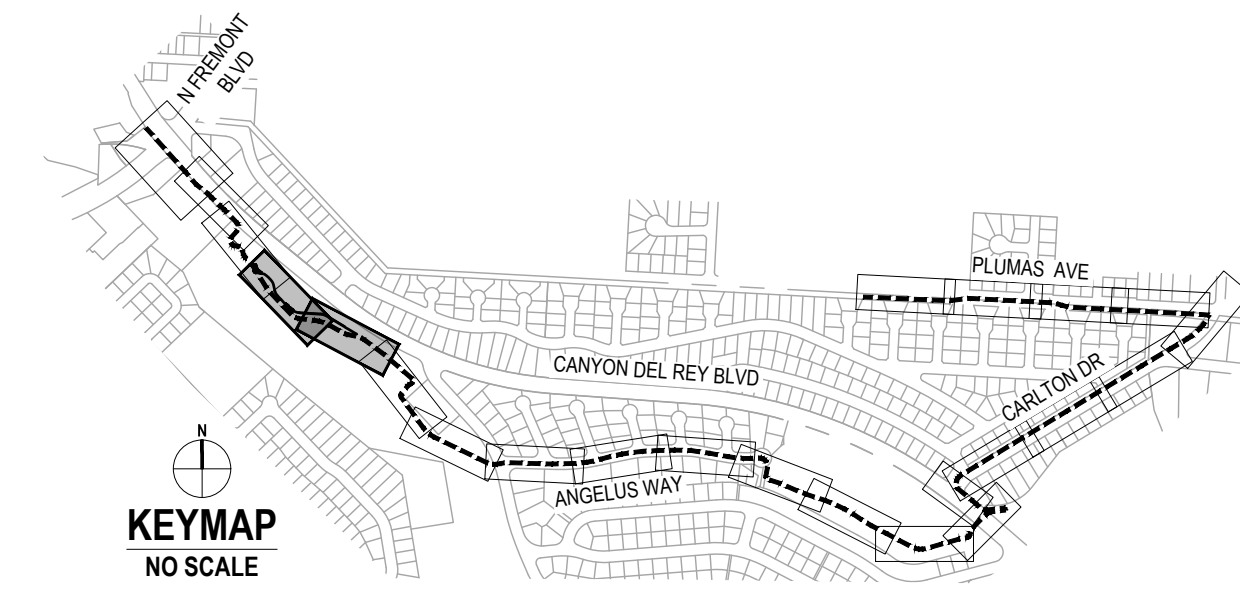 N FREMONT
BLVD
PLUMAS AVE
CANYON DEL REY BLVD
CARLTON DR
ANGELUS WAY
N
KEYMAP
NO SCALE